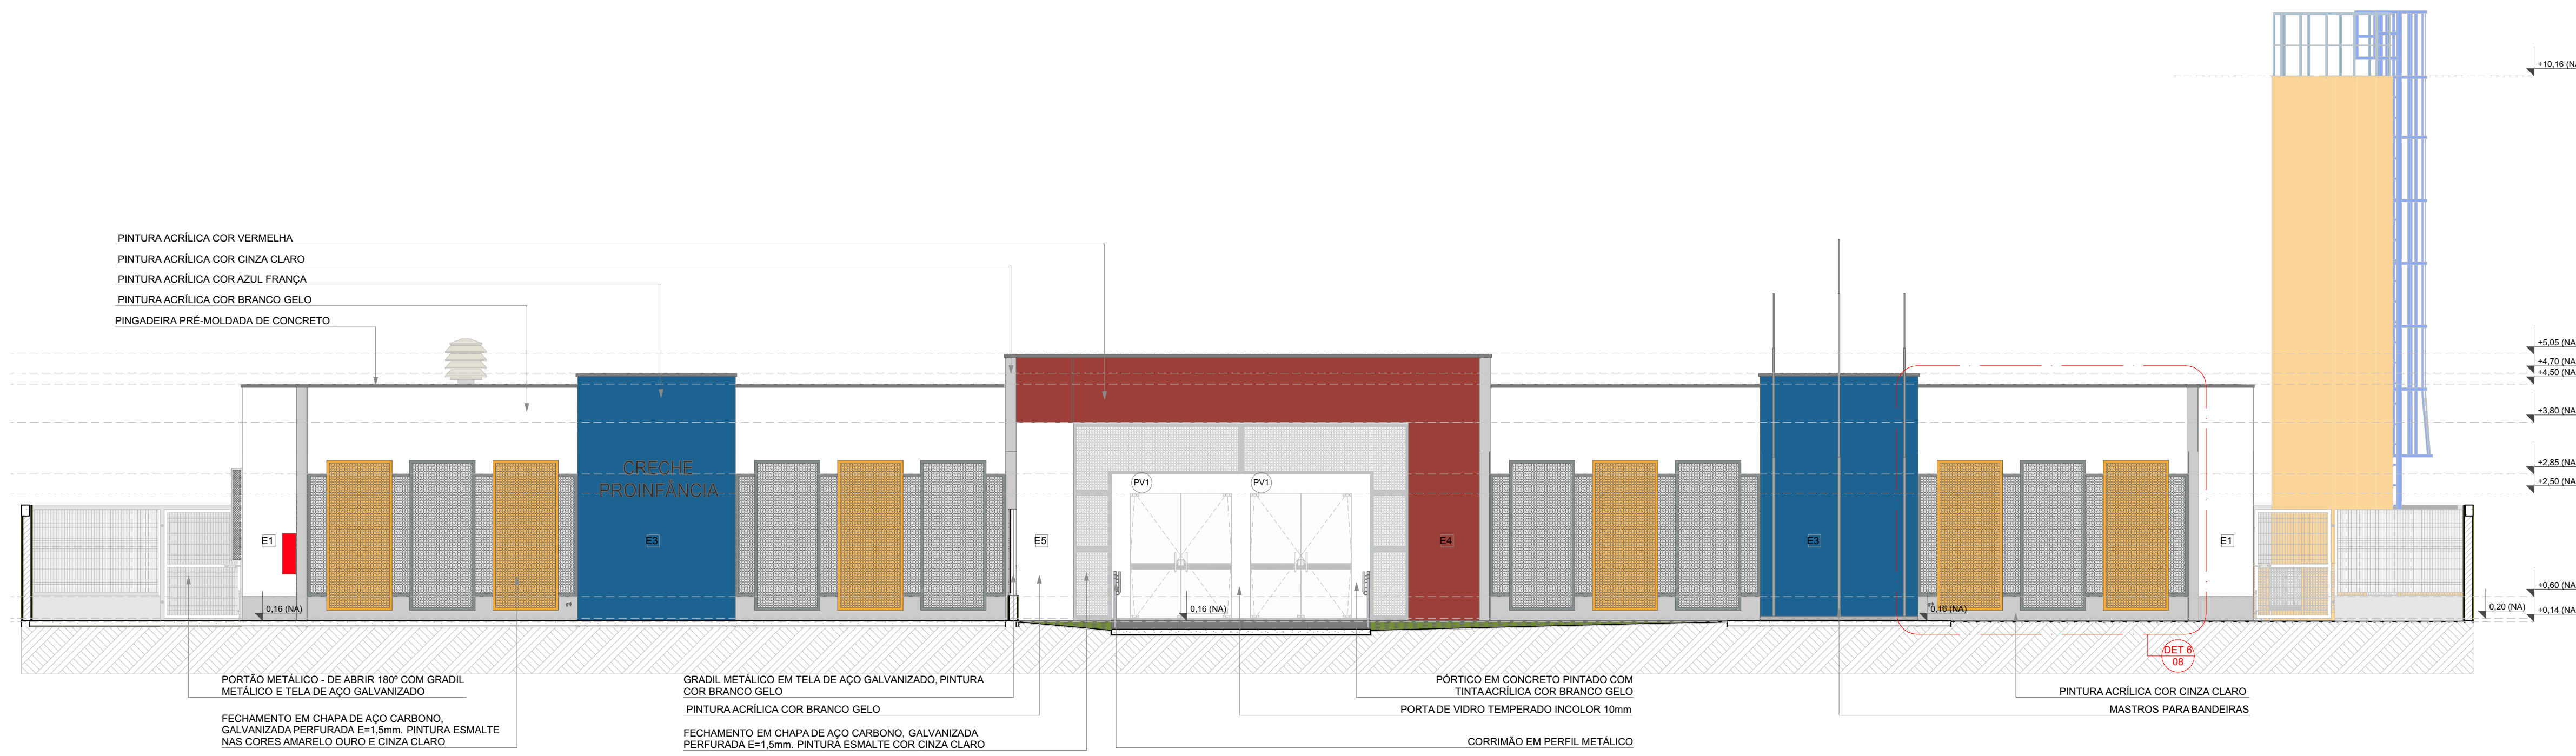 +10,16 (NA
PINTURA ACRÍLICA COR VERMELHA
PINTURA ACRÍLICA COR CINZA CLARO
PINTURA ACRÍLICA COR AZUL FRANÇA
PINTURA ACRÍLICA COR BRANCO GELO
PINGADEIRA PRÉ-MOLDADA DE CONCRETO
+5,05 (NA
+4,70 (NA
+4,50 (NA
+3,80 (NA
+2,85 (NA
+2,50 (NA
CRECHE
PROINFÂNCIA
PV1
PV1
E1
E3
E5
E4
E3
E1
+0,60 (NA
0,16 (NA)
0,16 (NA)
0,16 (NA)
0,20 (NA)
+0,14 (NA
DET 6
08
PORTÃO METÁLICO - DE ABRIR 180º COM GRADIL
METÁLICO E TELA DE AÇO GALVANIZADO
FECHAMENTO EM CHAPA DE AÇO CARBONO,
GALVANIZADA PERFURADA E=1,5mm. PINTURA ESMALTE
NAS CORES AMARELO OURO E CINZA CLARO
GRADIL METÁLICO EM TELA DE AÇO GALVANIZADO, PINTURA
COR BRANCO GELO
PINTURA ACRÍLICA COR BRANCO GELO
FECHAMENTO EM CHAPA DE AÇO CARBONO, GALVANIZADA
PERFURADA E=1,5mm. PINTURA ESMALTE COR CINZA CLARO
PÓRTICO EM CONCRETO PINTADO COM
TINTA ACRÍLICA COR BRANCO GELO
PORTA DE VIDRO TEMPERADO INCOLOR 10mm
CORRIMÃO EM PERFIL METÁLICO
PINTURA ACRÍLICA COR CINZA CLARO
MASTROS PARA BANDEIRAS